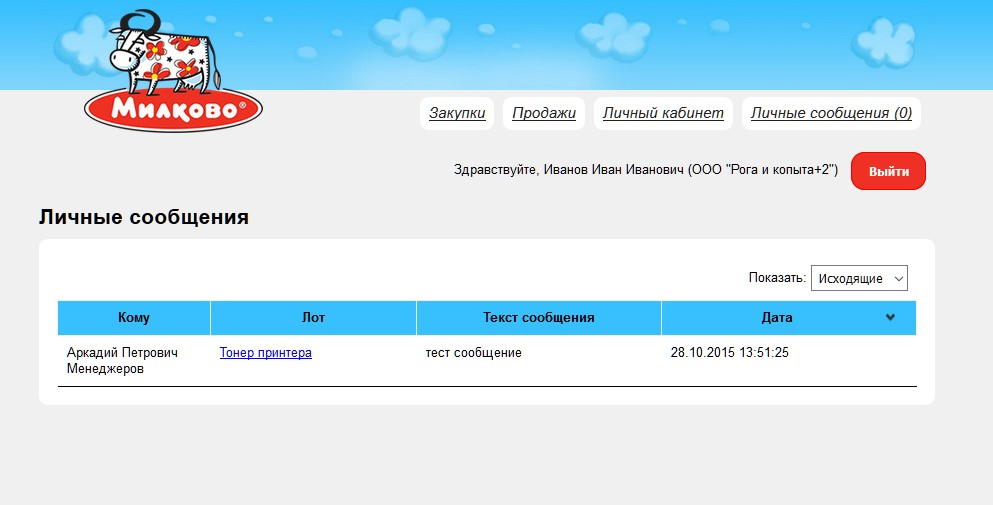 Милково®
Закупки Продажи Личный кабинет Личные сообщения (0)
Здравствуйте, Иванов Иван Иванович (ООО "Рога и копыта+2") Выйти
Личные сообщения
Показать: Исходящие
Кому Лот Текст сообщения Дата
Аркадий Петрович Тонер принтера тест сообщение 28.10.2015 13:51:25
Менеджеров